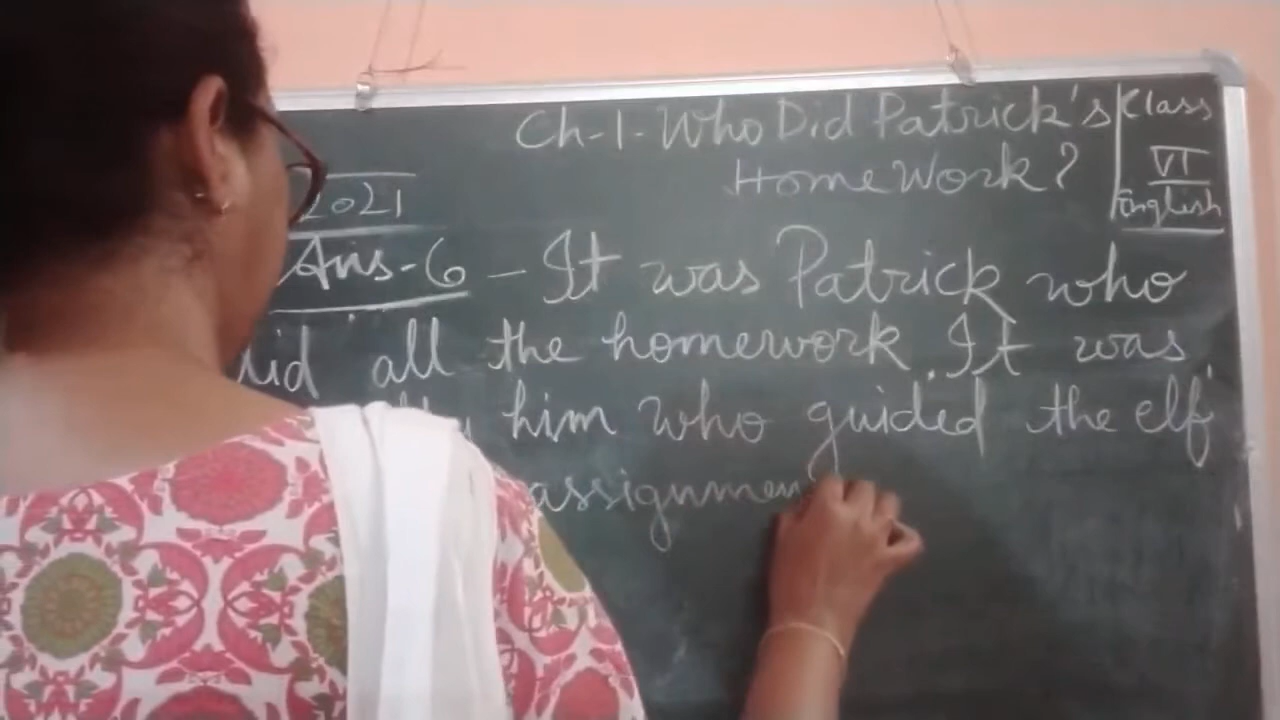 Ch-1-Who Did Patrick's
HomeWork?
Class
VI
English
2021
Ans-6 - It was Patrick who
did all the homework. It was
him who guided the elf
assignmen